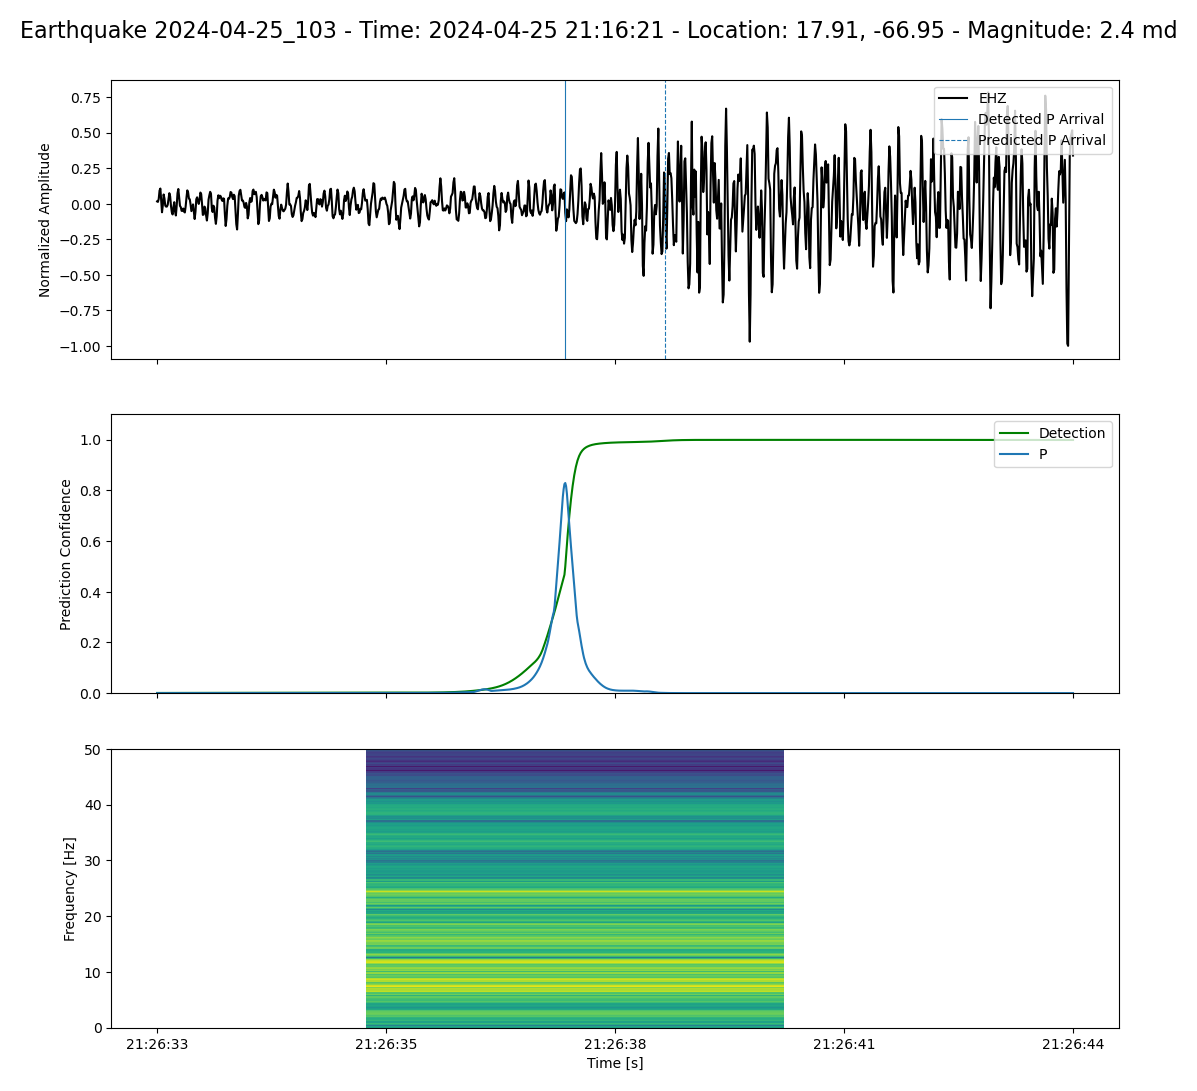 Earthquake 2024-04-25_103 - Time: 2024-04-25 21:16:21 - Location: 17.91, -66.95 - Magnitude: 2.4 md
EHZ
Detected P Arrival
Predicted P Arrival
0.75
0.50
0.25
0.00
−0.25
−0.50
−0.75
−1.00
Normalized Amplitude
Detection
P
1.0
0.8
0.6
0.4
0.2
0.0
Prediction Confidence
50
40
30
20
10
0
Frequency [Hz]
21:26:33
21:26:35
21:26:38
21:26:41
21:26:44
Time [s]